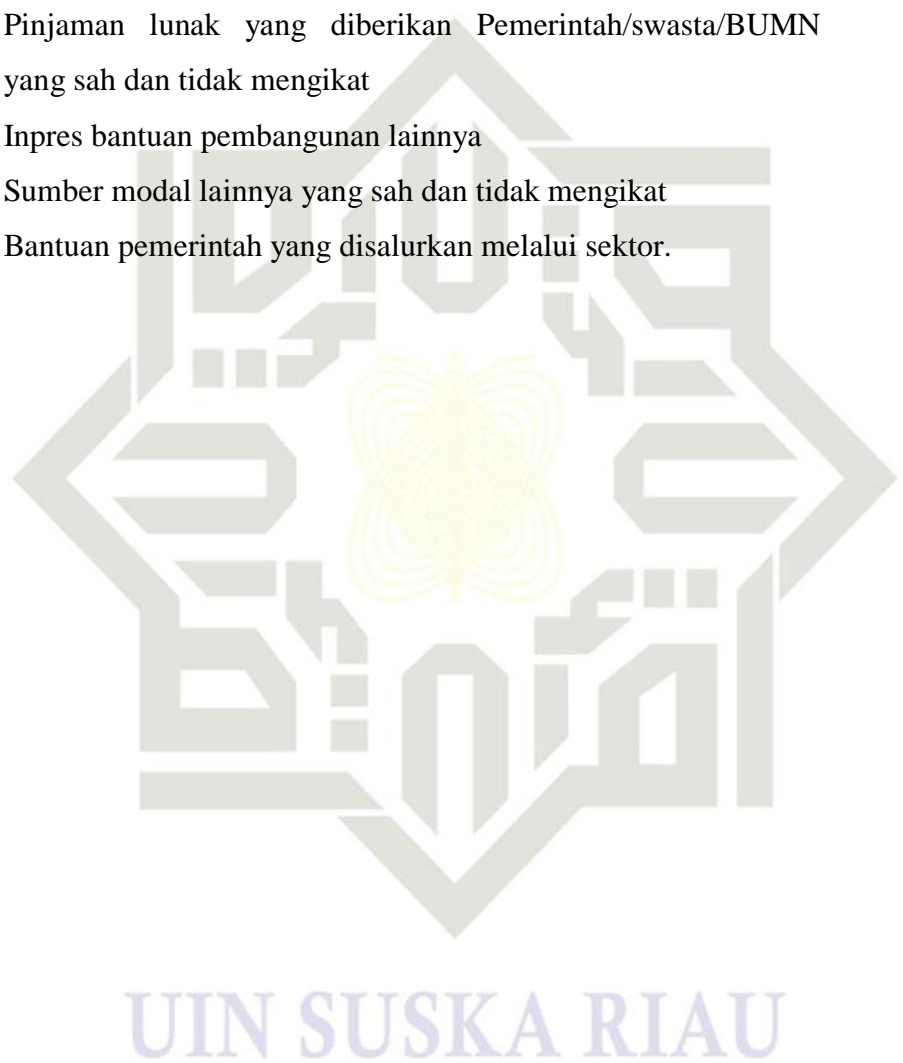 Pinjaman lunak yang diberikan Pemerintah/swasta/BUMN
yang sah dan tidak mengikat
Inpres bantuan pembangunan lainnya
Sumber modal lainnya yang sah dan tidak mengikat
Bantuan pemerintah yang disalurkan melalui sektor.
UIN SUSKA RIAU